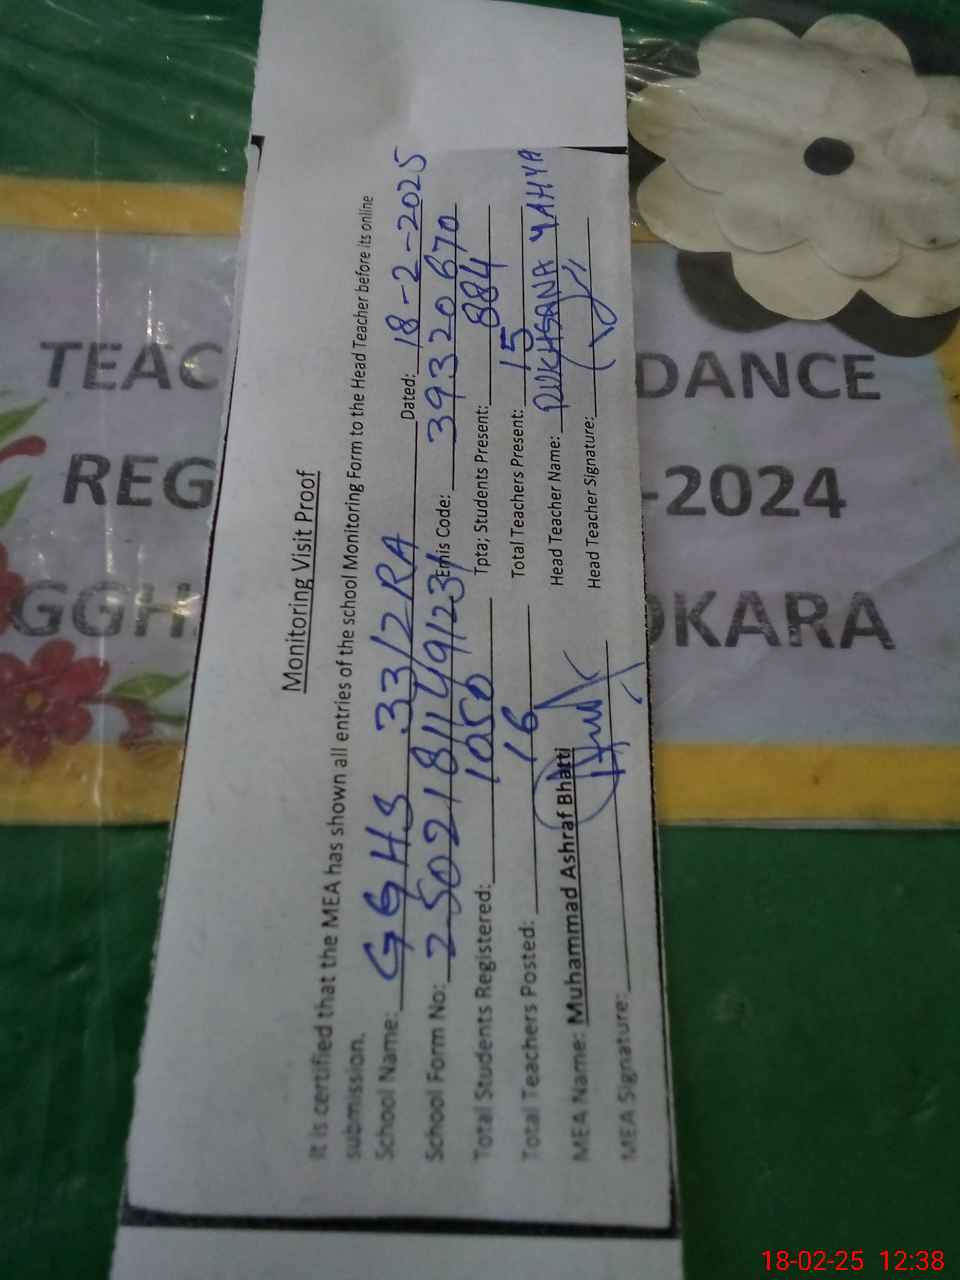 Monitoring Visit Proof
It is certified that the MEA has shown all entries of the school Monitoring Form to the Head Teacher before its online
submission.
School Name: GGHS 33/2RA Dated: 18-2-2025
School Form No: 2502181149123 Emis Code: 39320670
Total Students Registered: 1050 Tpta; Students Present: 884
Total Teachers Posted: 16 Total Teachers Present: 15
MEA Name: Muhammad Ashraf Bhatti Head Teacher Name: RUKHSANA YAHYA
MEA Signature: Head Teacher Signature:
TEAC DANCE
REG -2024
GGH OKARA
18-02-25 12:38